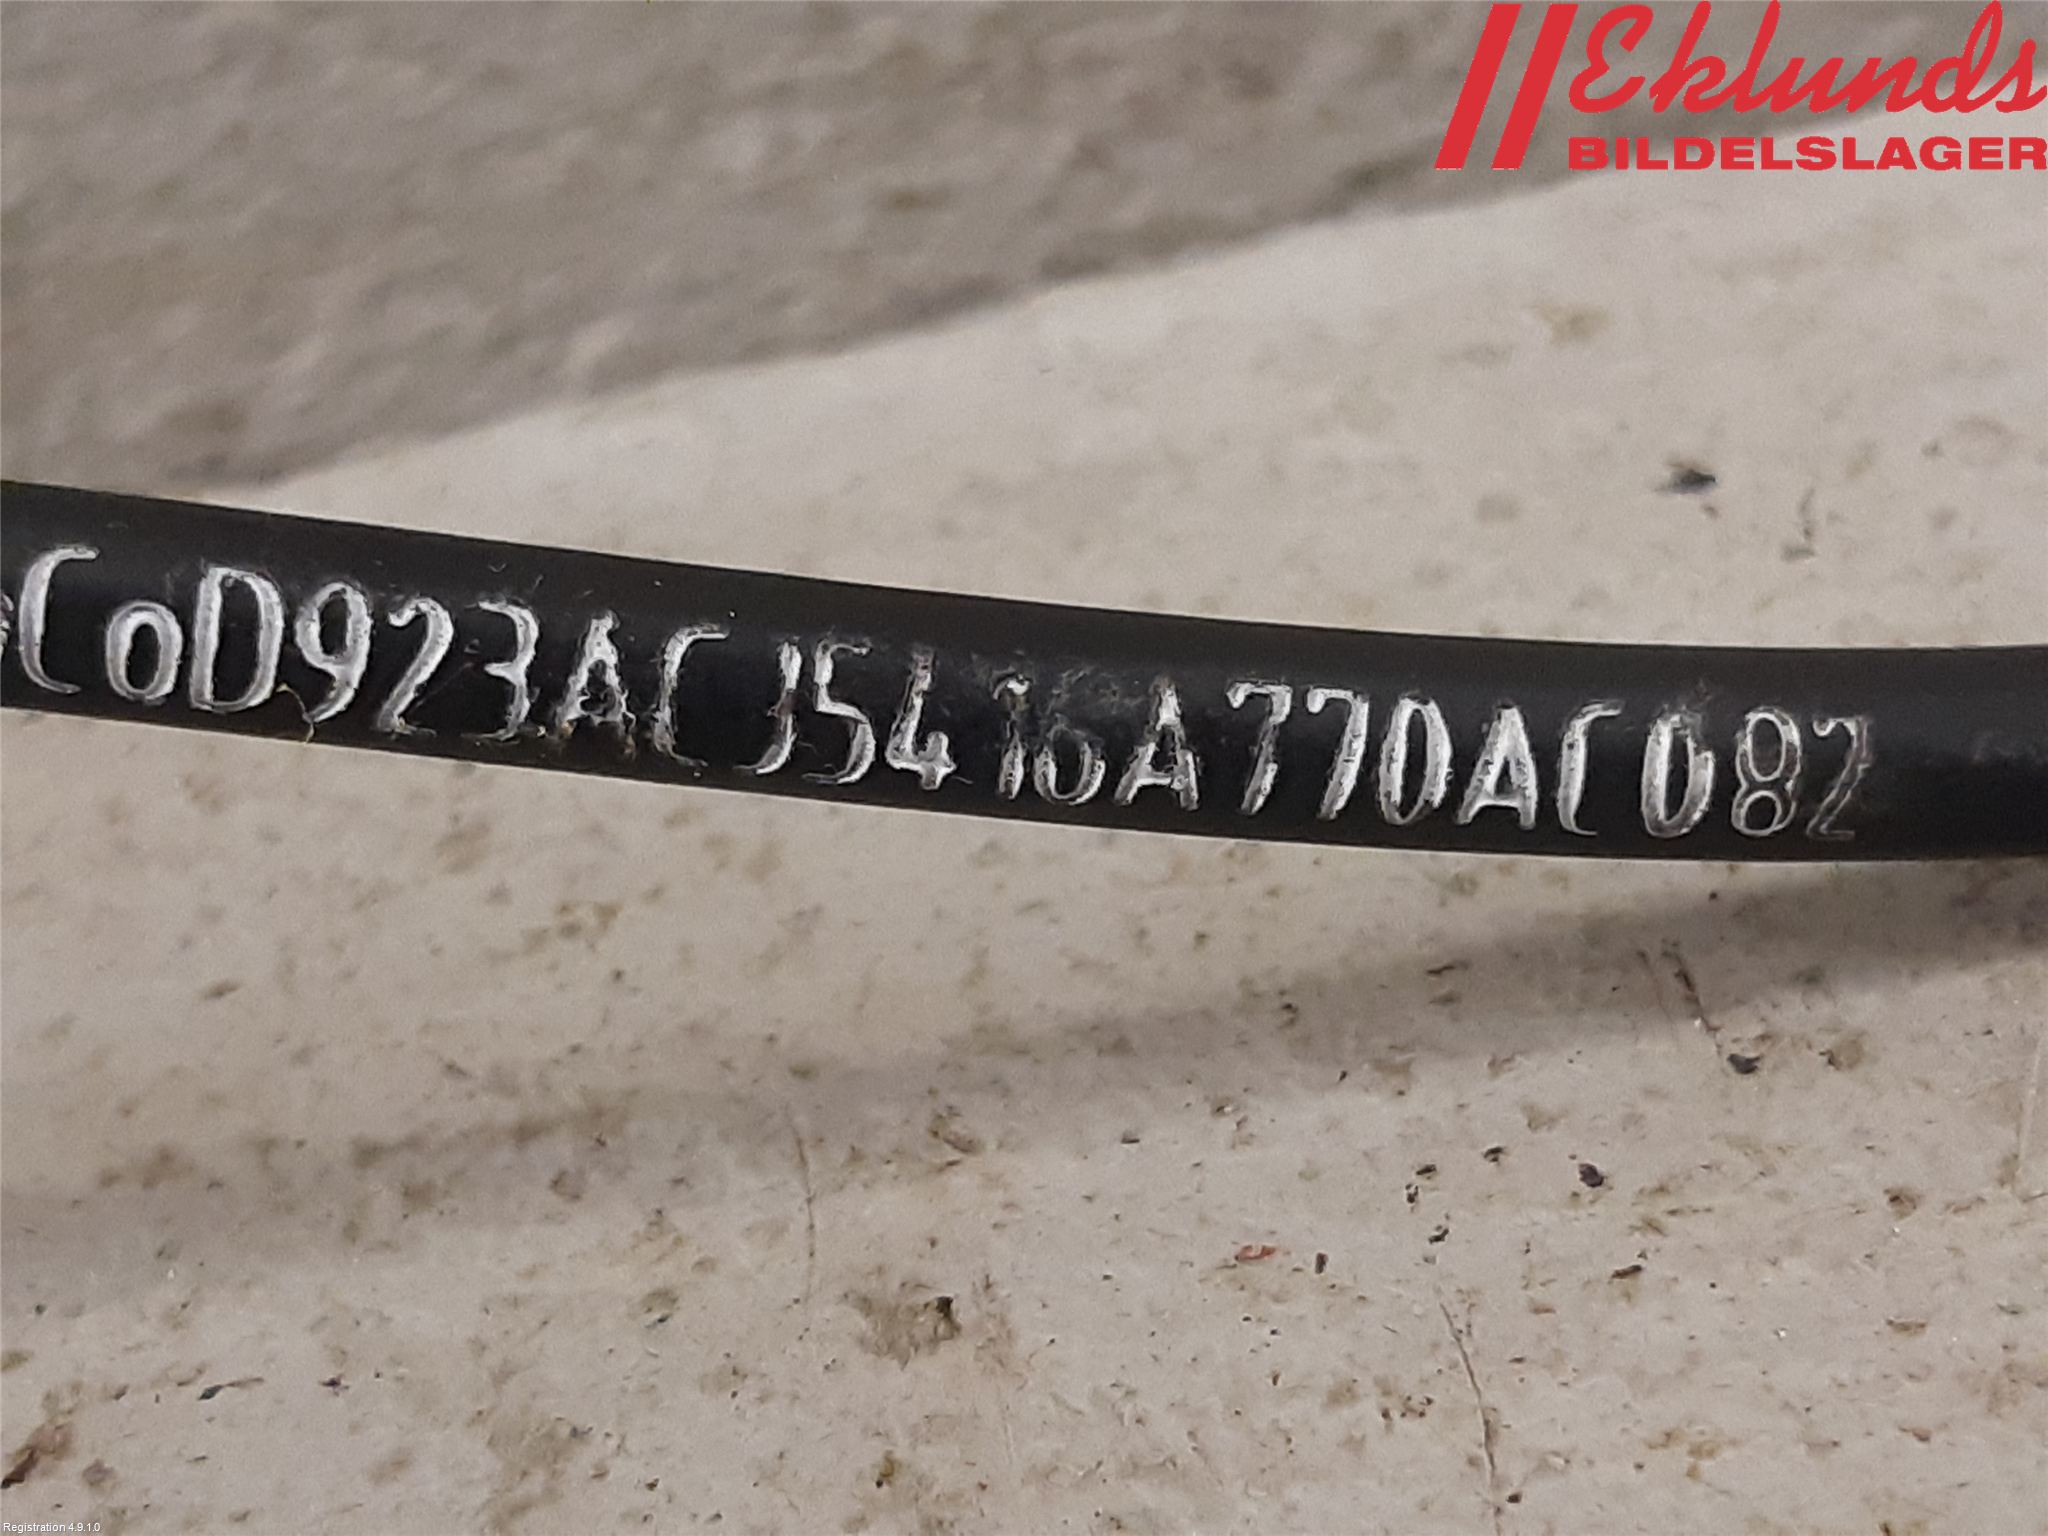 Eklunds
BILDELSLAGER
CoD923AC J5416A770AC082
Registration 4.9.1.0